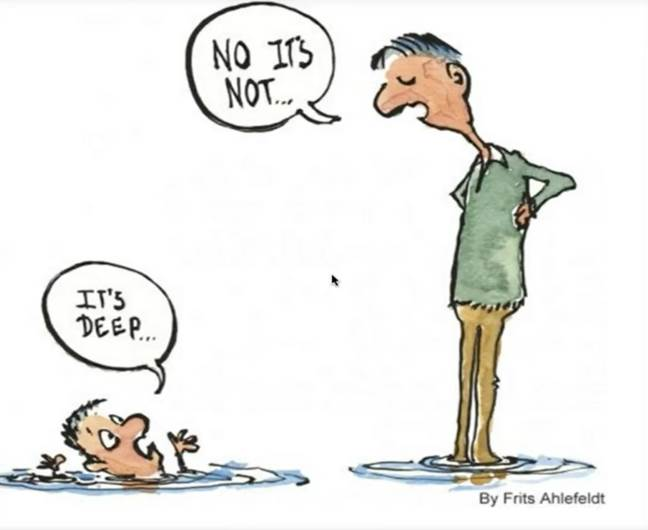 NO IT'S
NOT...
IT'S
DEEP...
By Frits Ahlefeldt